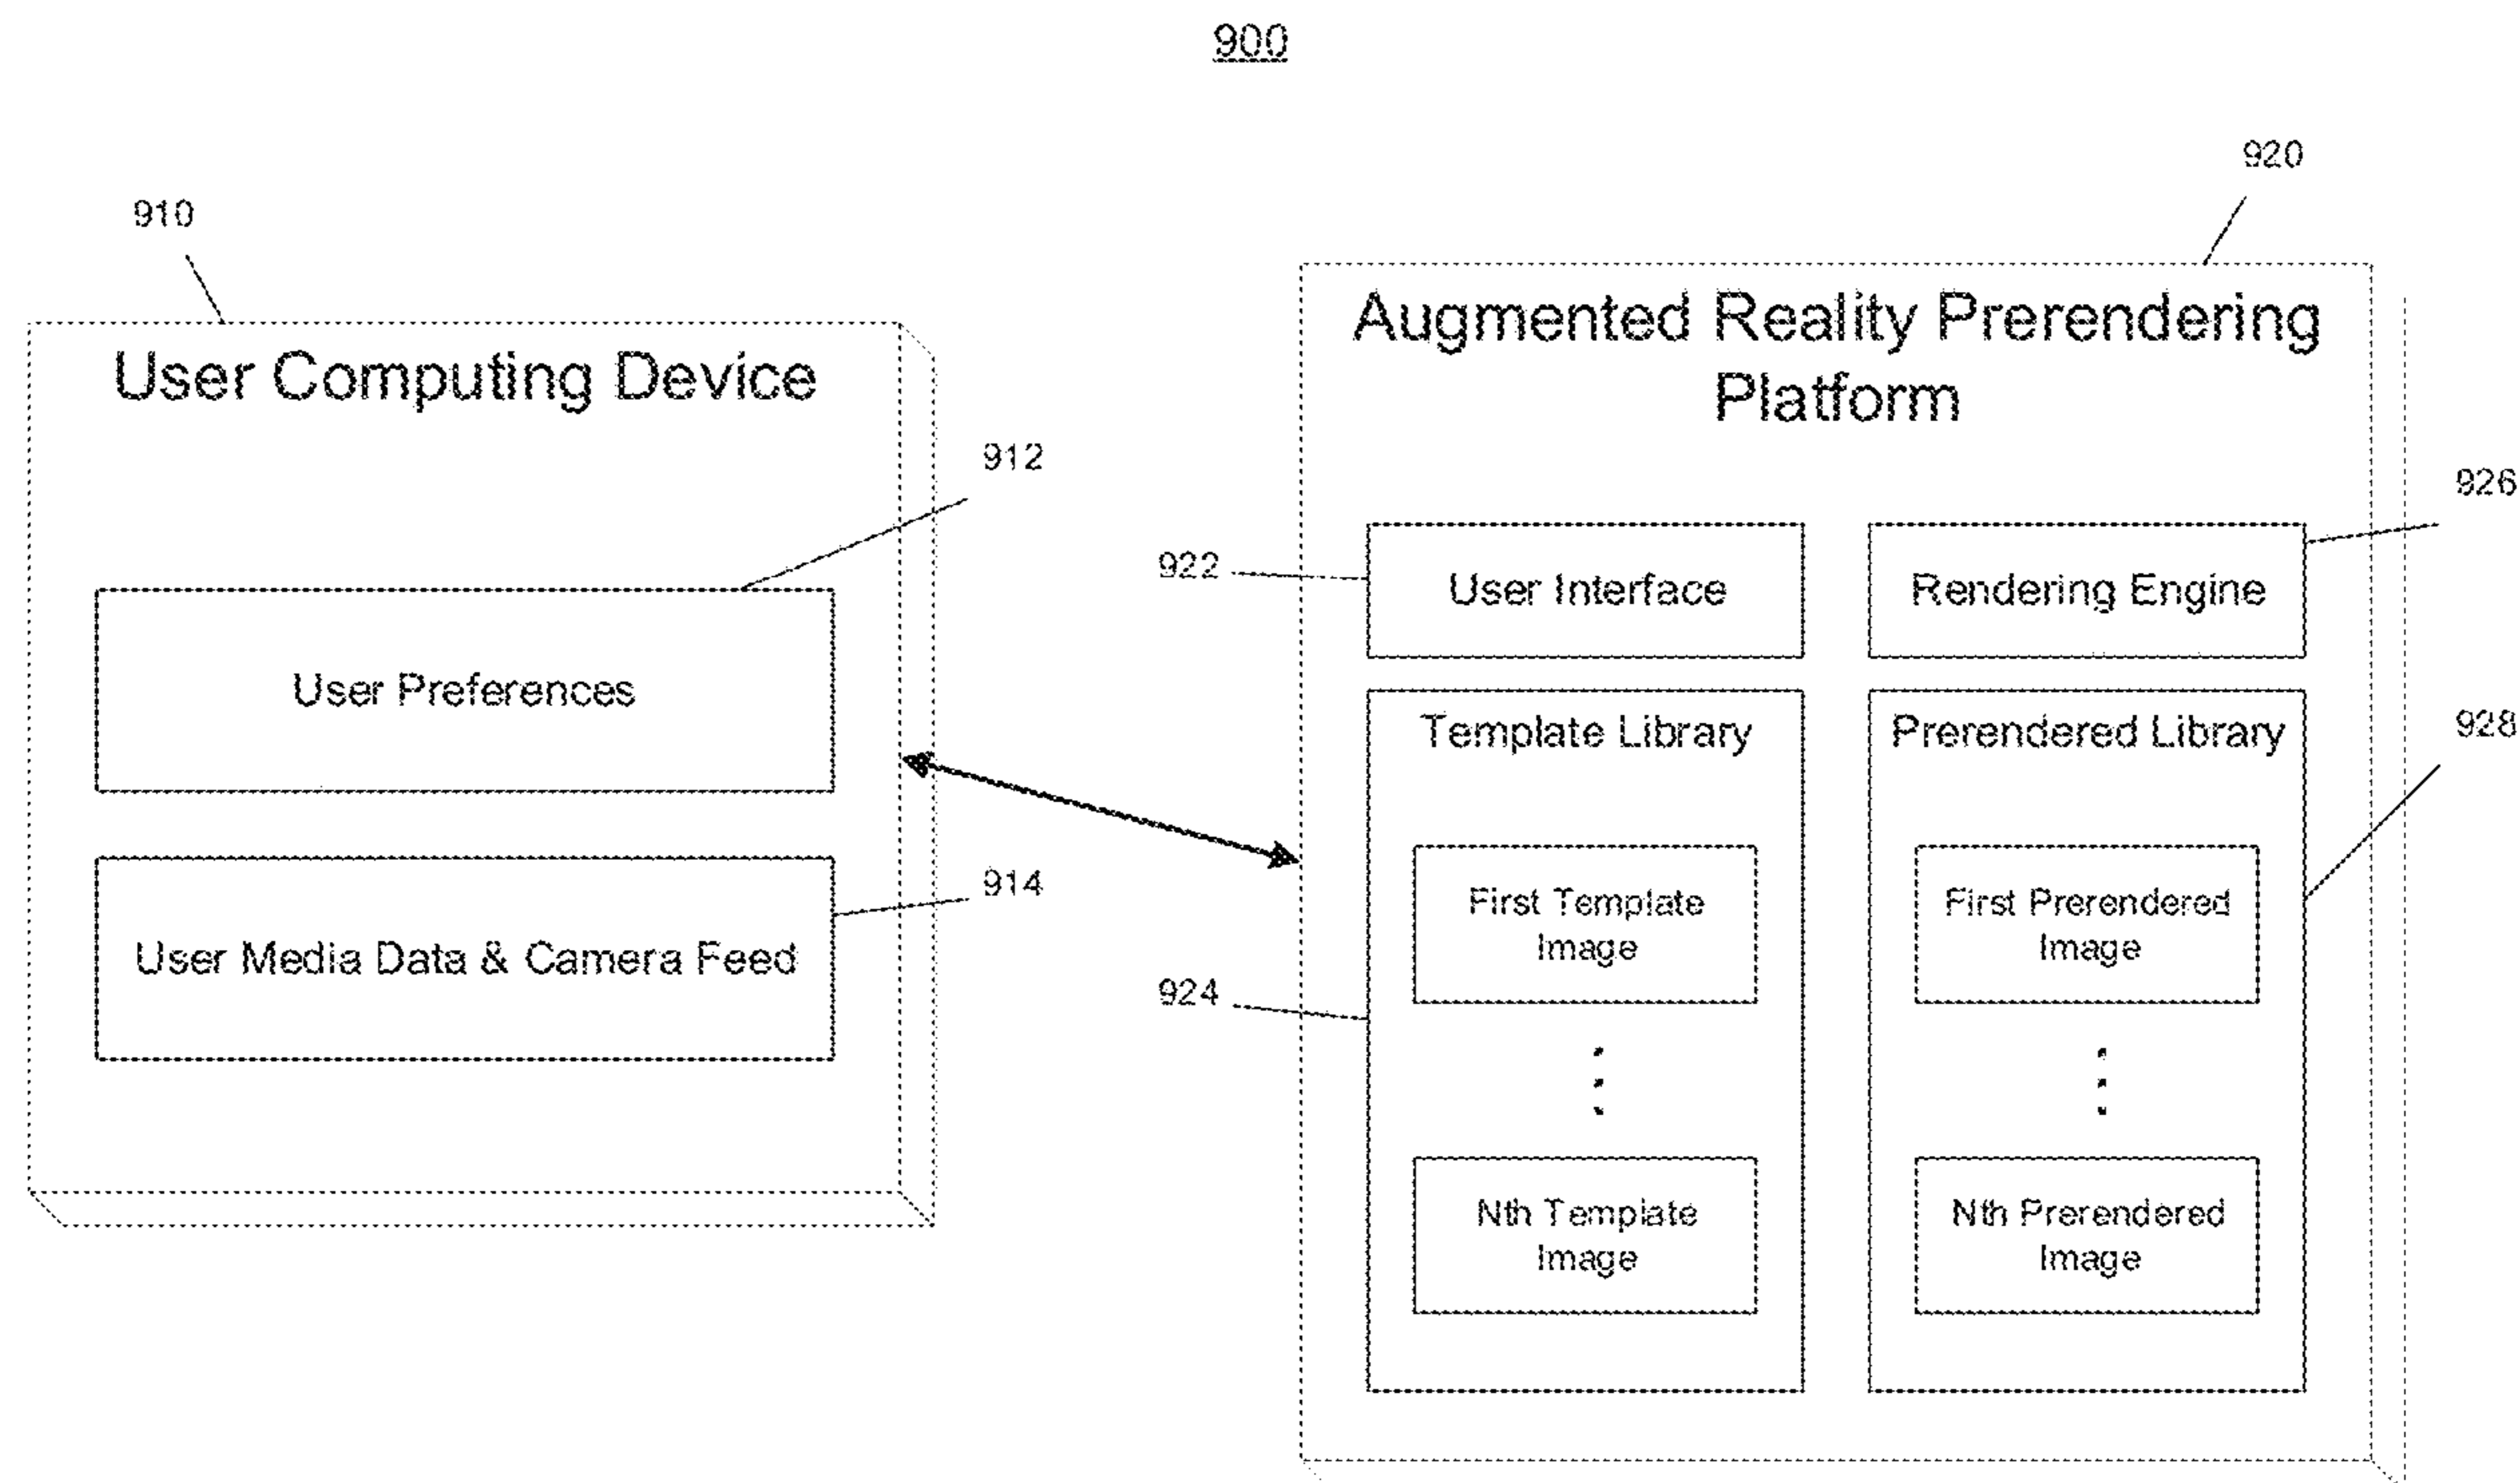 900
910
User Computing Device
912
User Preferences
914
User Media Data & Camera Feed
920
Augmented Reality Prerendering
Platform
922
User Interface
926
Rendering Engine
924
Template Library
First Template
Image
Nth Template
Image
928
Prerendered Library
First Prerendered
Image
Nth Prerendered
Image